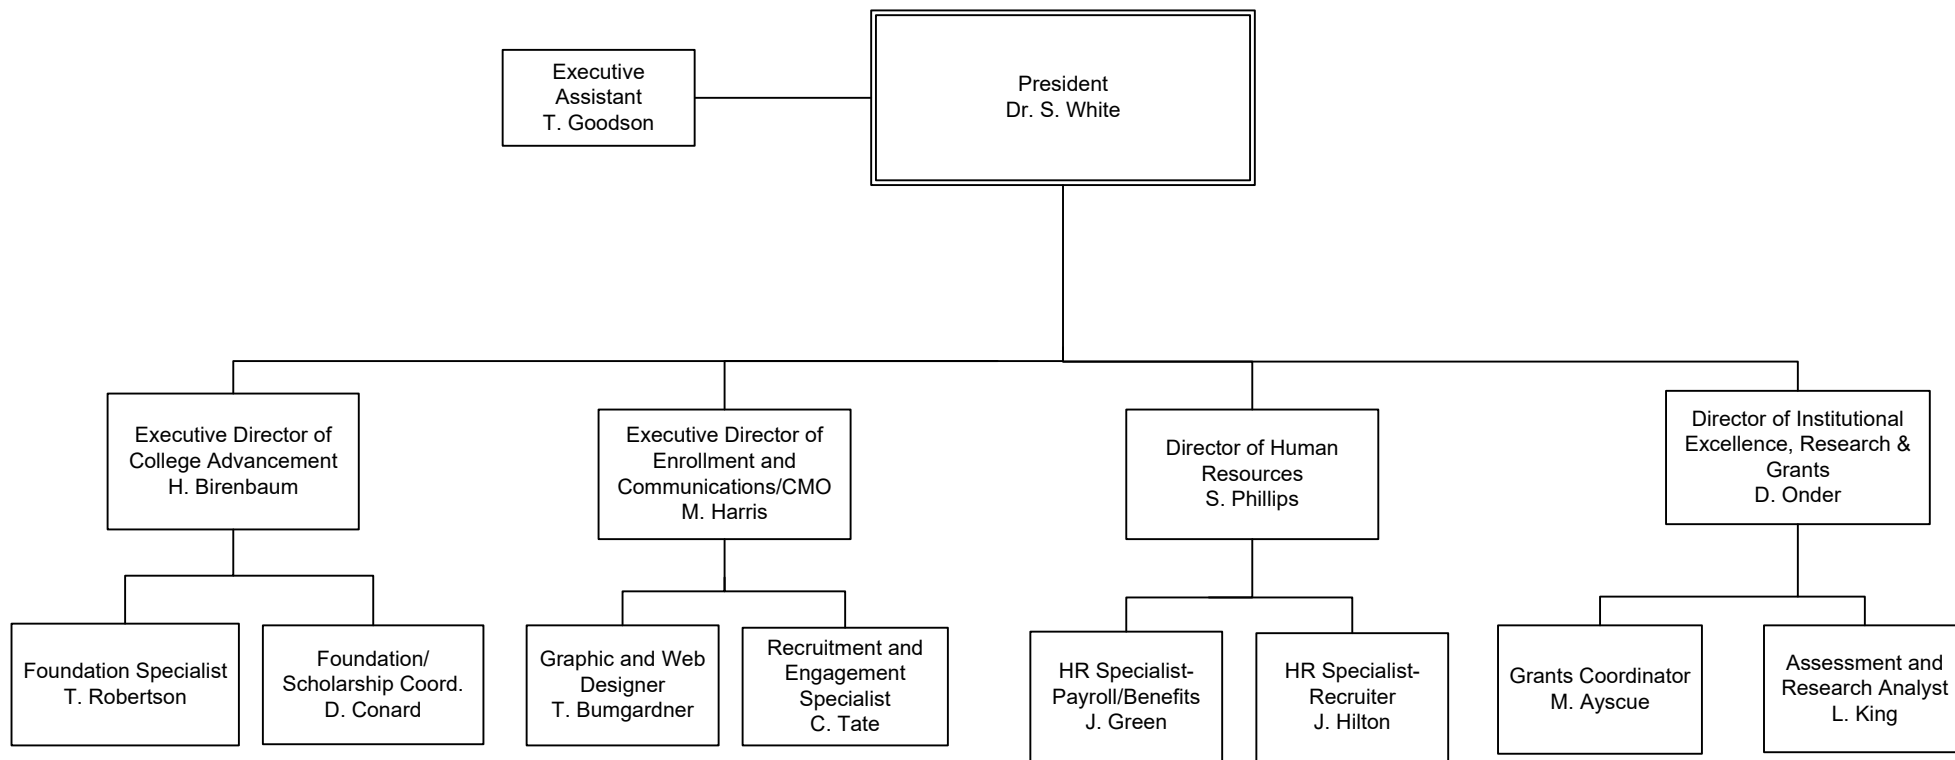 Executive
Assistant
T. Goodson
President
Dr. S. White
Executive Director of
College Advancement
H. Birenbaum
Executive Director of
Enrollment and
Communications/CMO
M. Harris
Director of Human
Resources
S. Phillips
Director of Institutional
Excellence, Research &
Grants
D. Onder
Foundation Specialist
T. Robertson
Foundation/
Scholarship Coord.
D. Conard
Graphic and Web
Designer
T. Bumgardner
Recruitment and
Engagement
Specialist
C. Tate
HR Specialist-
Payroll/Benefits
J. Green
HR Specialist-
Recruiter
J. Hilton
Grants Coordinator
M. Ayscue
Assessment and
Research Analyst
L. King